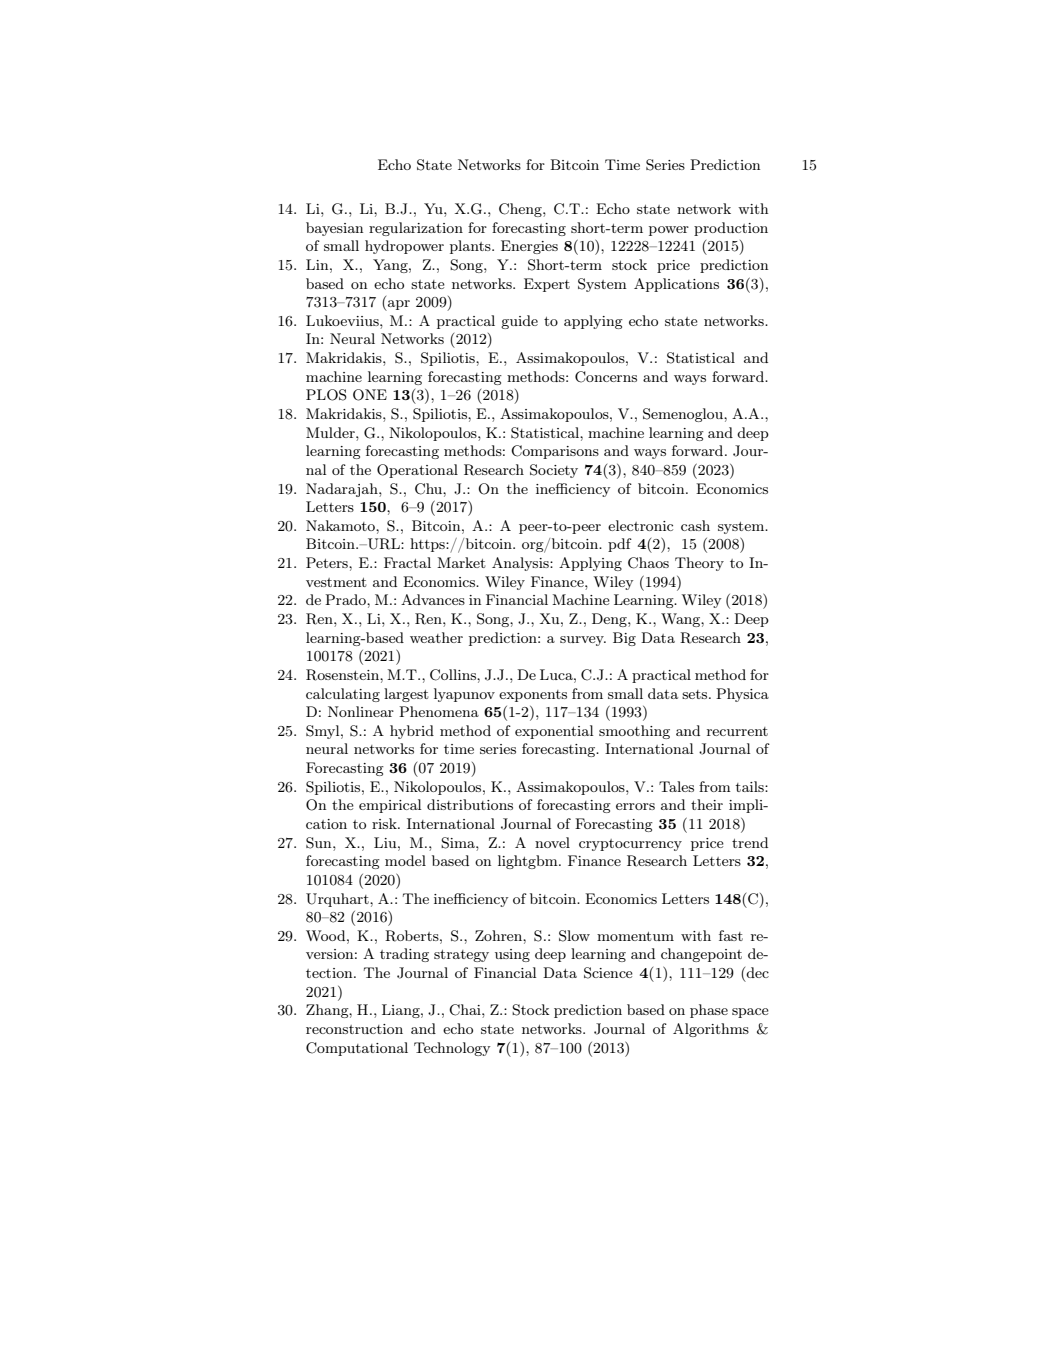 Echo State Networks for Bitcoin Time Series Prediction 15
14. Li, G., Li, B.J., Yu, X.G., Cheng, C.T.: Echo state network with
bayesian regularization for forecasting short-term power production
of small hydropower plants. Energies 8(10), 12228–12241 (2015)
15. Lin, X., Yang, Z., Song, Y.: Short-term stock price prediction
based on echo state networks. Expert System Applications 36(3),
7313–7317 (apr 2009)
16. Lukoeviius, M.: A practical guide to applying echo state networks.
In: Neural Networks (2012)
17. Makridakis, S., Spiliotis, E., Assimakopoulos, V.: Statistical and
machine learning forecasting methods: Concerns and ways forward.
PLOS ONE 13(3), 1–26 (2018)
18. Makridakis, S., Spiliotis, E., Assimakopoulos, V., Semenoglou, A.A.,
Mulder, G., Nikolopoulos, K.: Statistical, machine learning and deep
learning forecasting methods: Comparisons and ways forward. Jour-
nal of the Operational Research Society 74(3), 840–859 (2023)
19. Nadarajah, S., Chu, J.: On the inefficiency of bitcoin. Economics
Letters 150, 6–9 (2017)
20. Nakamoto, S., Bitcoin, A.: A peer-to-peer electronic cash system.
Bitcoin.–URL: https://bitcoin. org/bitcoin. pdf 4(2), 15 (2008)
21. Peters, E.: Fractal Market Analysis: Applying Chaos Theory to In-
vestment and Economics. Wiley Finance, Wiley (1994)
22. de Prado, M.: Advances in Financial Machine Learning. Wiley (2018)
23. Ren, X., Li, X., Ren, K., Song, J., Xu, Z., Deng, K., Wang, X.: Deep
learning-based weather prediction: a survey. Big Data Research 23,
100178 (2021)
24. Rosenstein, M.T., Collins, J.J., De Luca, C.J.: A practical method for
calculating largest lyapunov exponents from small data sets. Physica
D: Nonlinear Phenomena 65(1-2), 117–134 (1993)
25. Smyl, S.: A hybrid method of exponential smoothing and recurrent
neural networks for time series forecasting. International Journal of
Forecasting 36 (07 2019)
26. Spiliotis, E., Nikolopoulos, K., Assimakopoulos, V.: Tales from tails:
On the empirical distributions of forecasting errors and their impli-
cation to risk. International Journal of Forecasting 35 (11 2018)
27. Sun, X., Liu, M., Sima, Z.: A novel cryptocurrency price trend
forecasting model based on lightgbm. Finance Research Letters 32,
101084 (2020)
28. Urquhart, A.: The inefficiency of bitcoin. Economics Letters 148(C),
80–82 (2016)
29. Wood, K., Roberts, S., Zohren, S.: Slow momentum with fast re-
version: A trading strategy using deep learning and changepoint de-
tection. The Journal of Financial Data Science 4(1), 111–129 (dec
2021)
30. Zhang, H., Liang, J., Chai, Z.: Stock prediction based on phase space
reconstruction and echo state networks. Journal of Algorithms &
Computational Technology 7(1), 87–100 (2013)